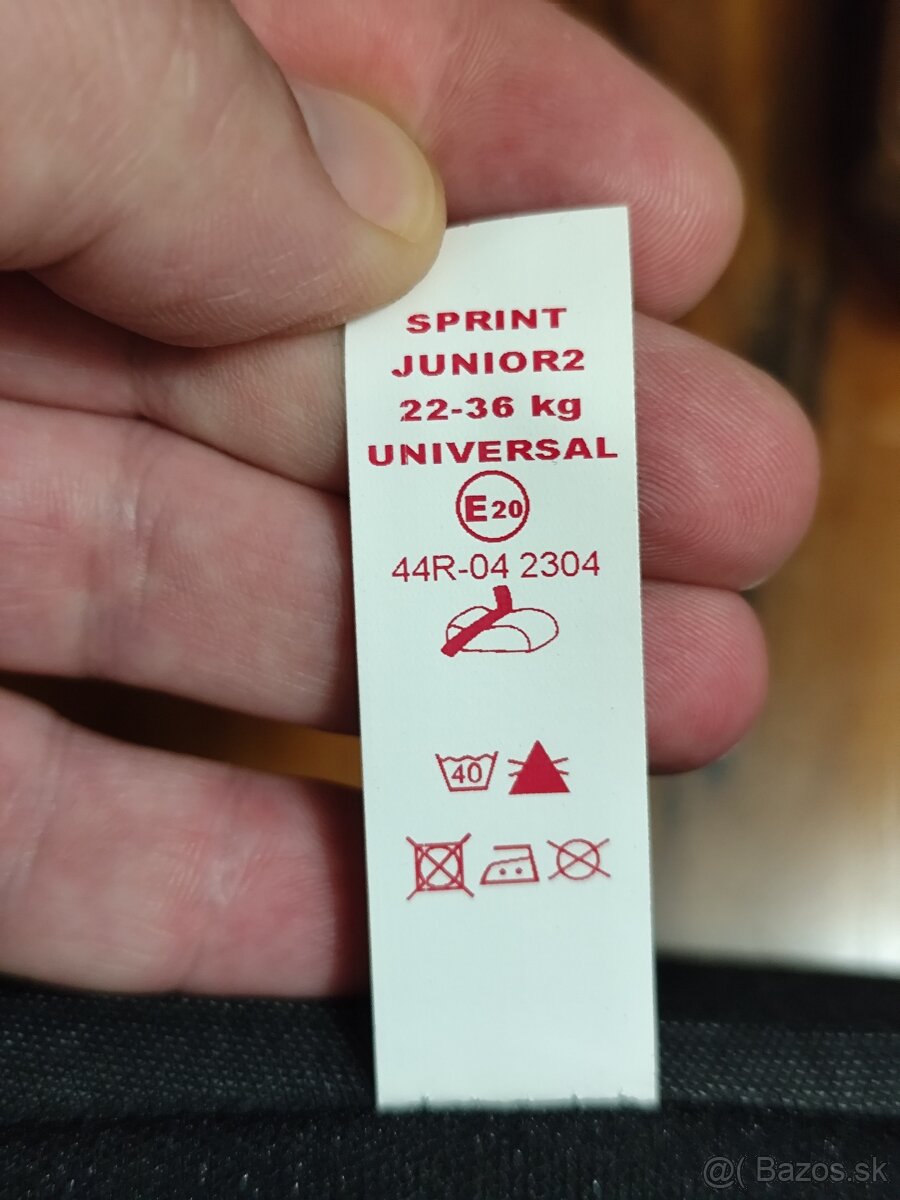 SPRINT
JUNIOR2
22-36 kg
UNIVERSAL
E20
44R-04 2304
40
@( Bazos.sk